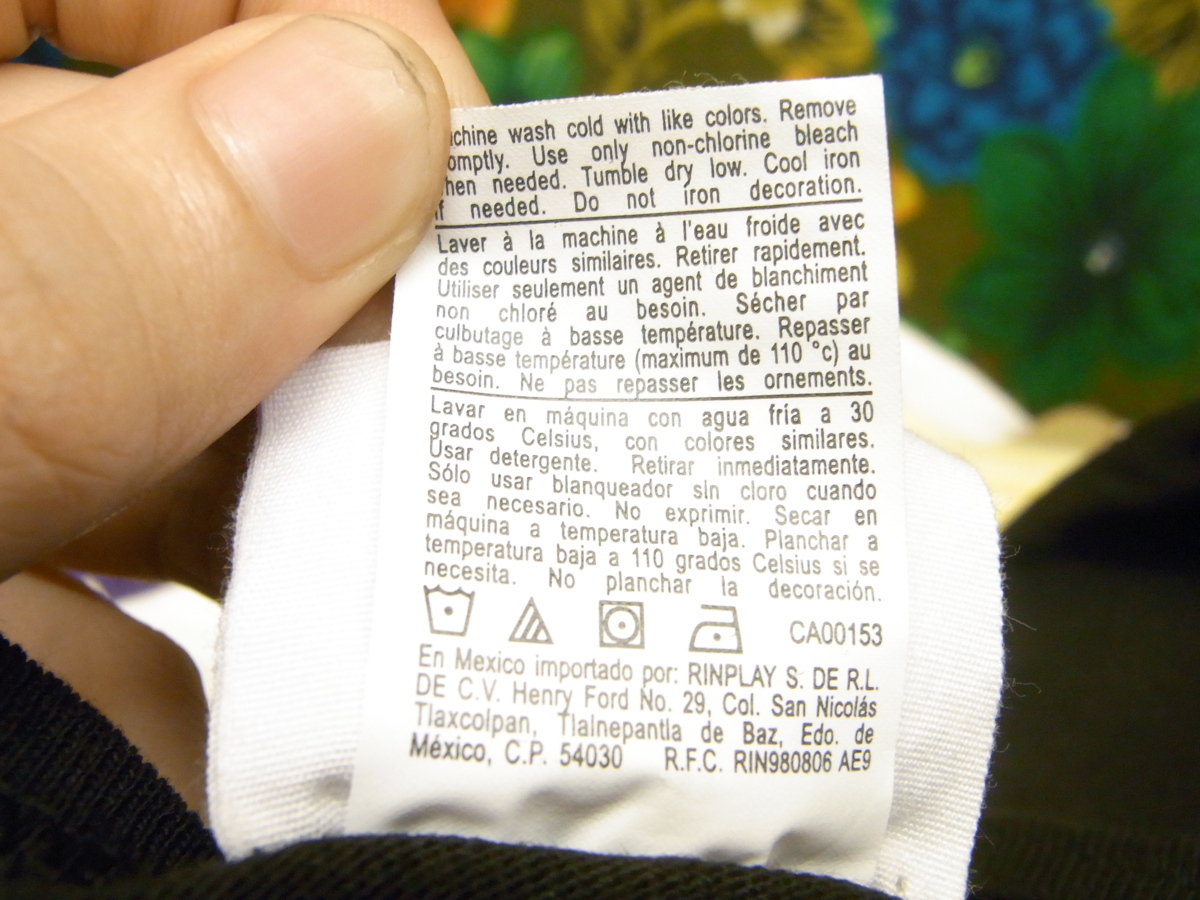 achine wash cold with like colors. Remove
omptly. Use only non-chlorine bleach
hen needed. Tumble dry low. Cool iron
if needed. Do not iron decoration.
Laver à la machine à l'eau froide avec
des couleurs similaires. Retirer rapidement.
Utiliser seulement un agent de blanchiment
non chloré au besoin. Sécher par
culbutage à basse température. Repasser
à basse température (maximum de 110 °c) au
besoin. Ne pas repasser les ornements.
Lavar en máquina con agua fría a 30
grados Celsius, con colores similares.
Usar detergente. Retirar inmediatamente.
Sólo usar blanqueador sin cloro cuando
sea necesario. No exprimir. Secar en
máquina a temperatura baja. Planchar a
temperatura baja a 110 grados Celsius si se
necesita. No planchar la decoración.
CA00153
En Mexico importado por: RINPLAY S. DE R.L.
DE C.V. Henry Ford No. 29, Col. San Nicolás
Tlaxcolpan, Tlalnepantla de Baz, Edo. de
México, C.P. 54030 R.F.C. RIN980806 AE9